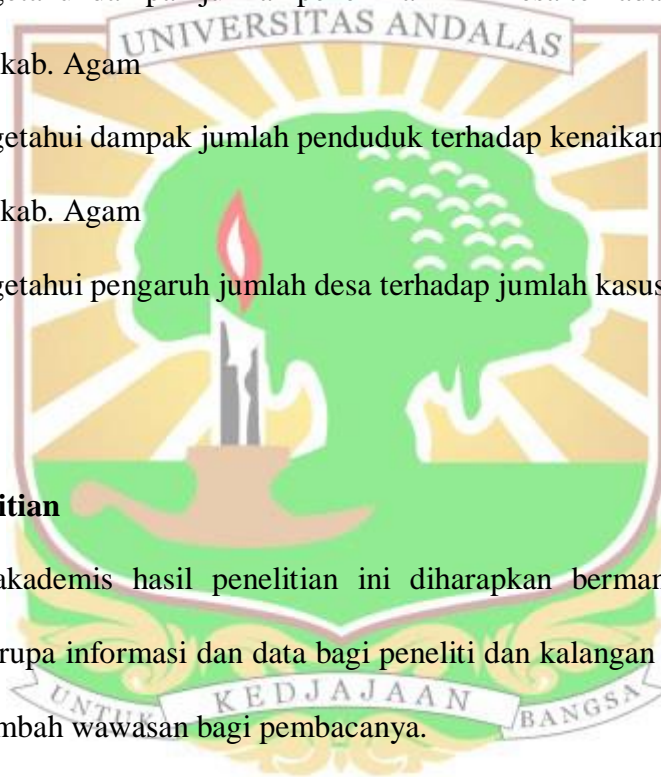 UNIVERSITAS ANDALAS
kab. Agam
getahui dampak jumlah penduduk terhadap kenaikan
kab. Agam
getahui pengaruh jumlah desa terhadap jumlah kasus
itian
akademis hasil penelitian ini diharapkan berman
rupa informasi dan data bagi peneliti dan kalangan
mbah wawasan bagi pembacanya.
UNTUK KEDJAJAAN BANGSA